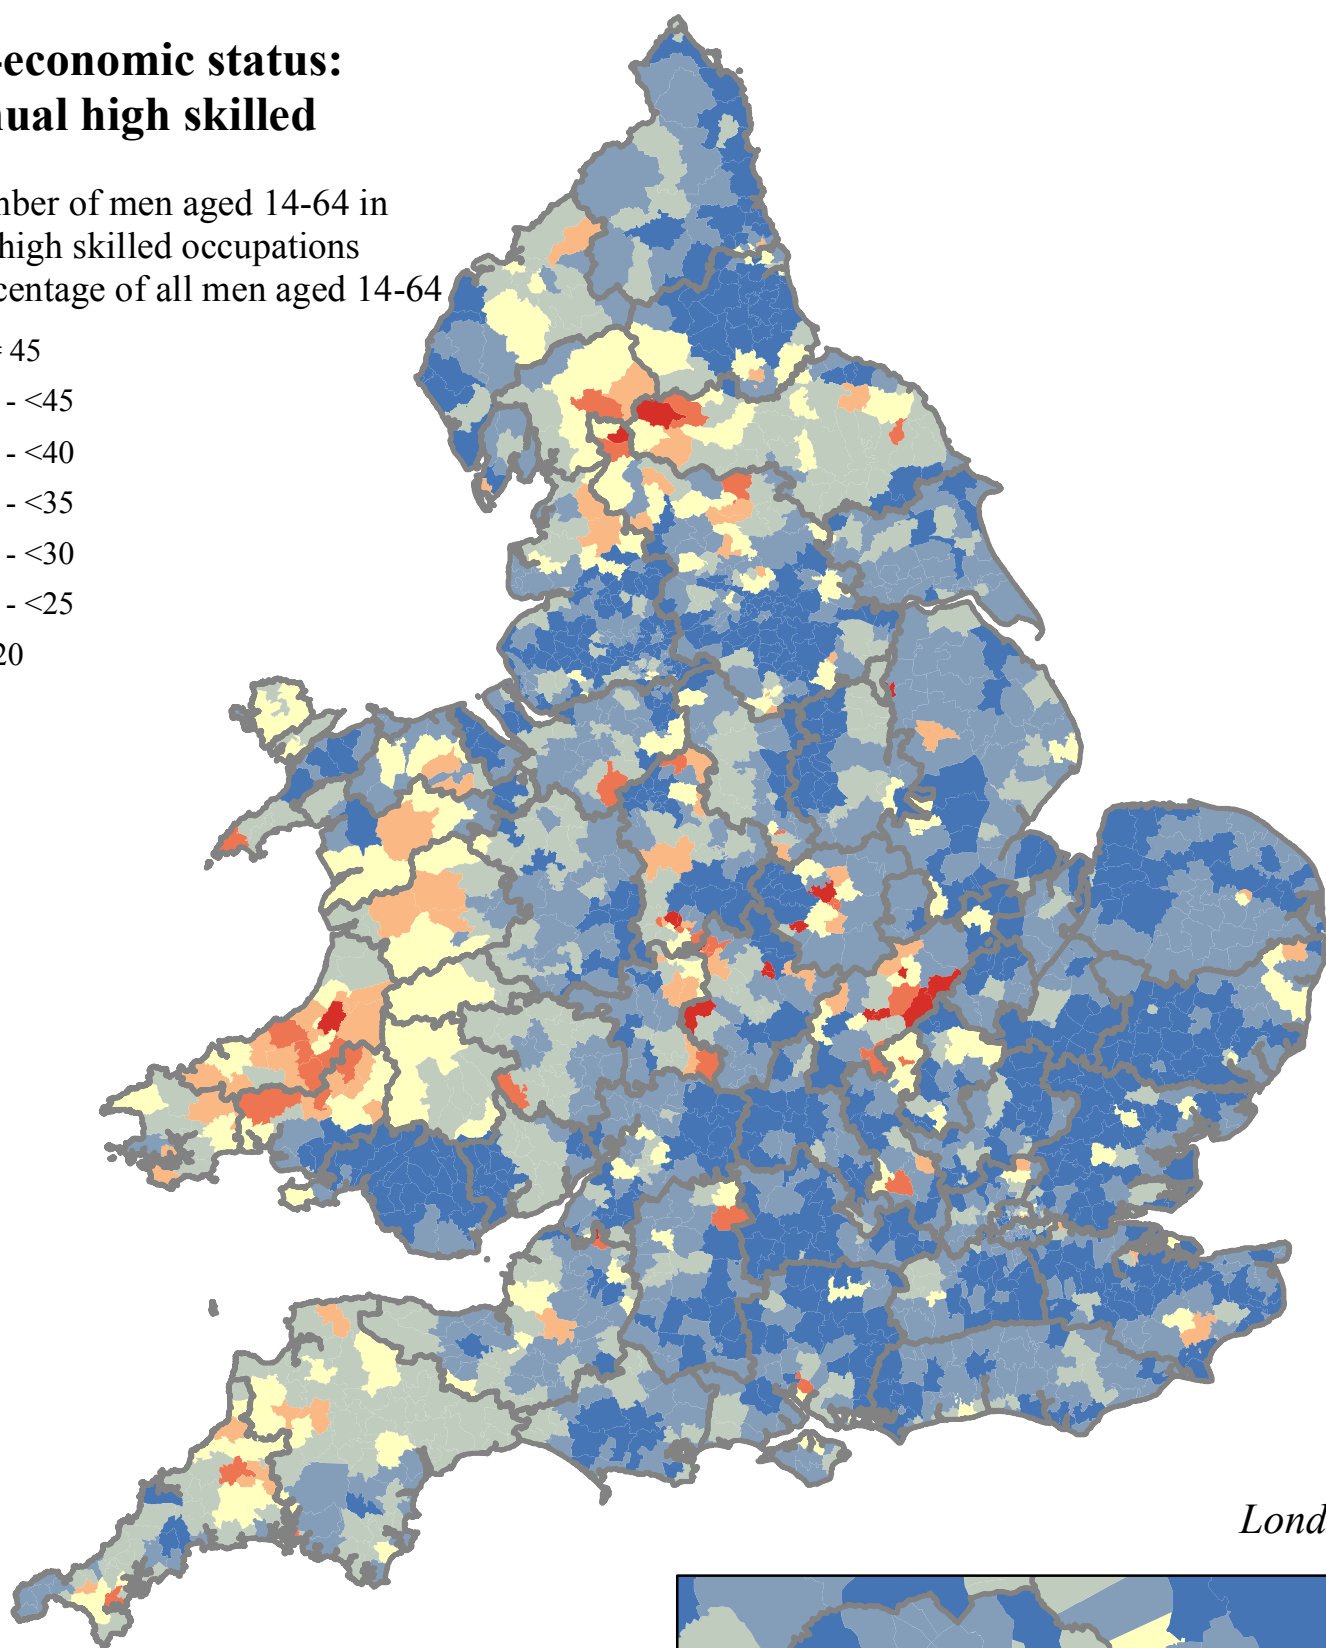 -economic status:
nual high skilled
nber of men aged 14-64 in
high skilled occupations
centage of all men aged 14-64
= 45
- <45
- <40
- <35
- <30
- <25
20
Lond